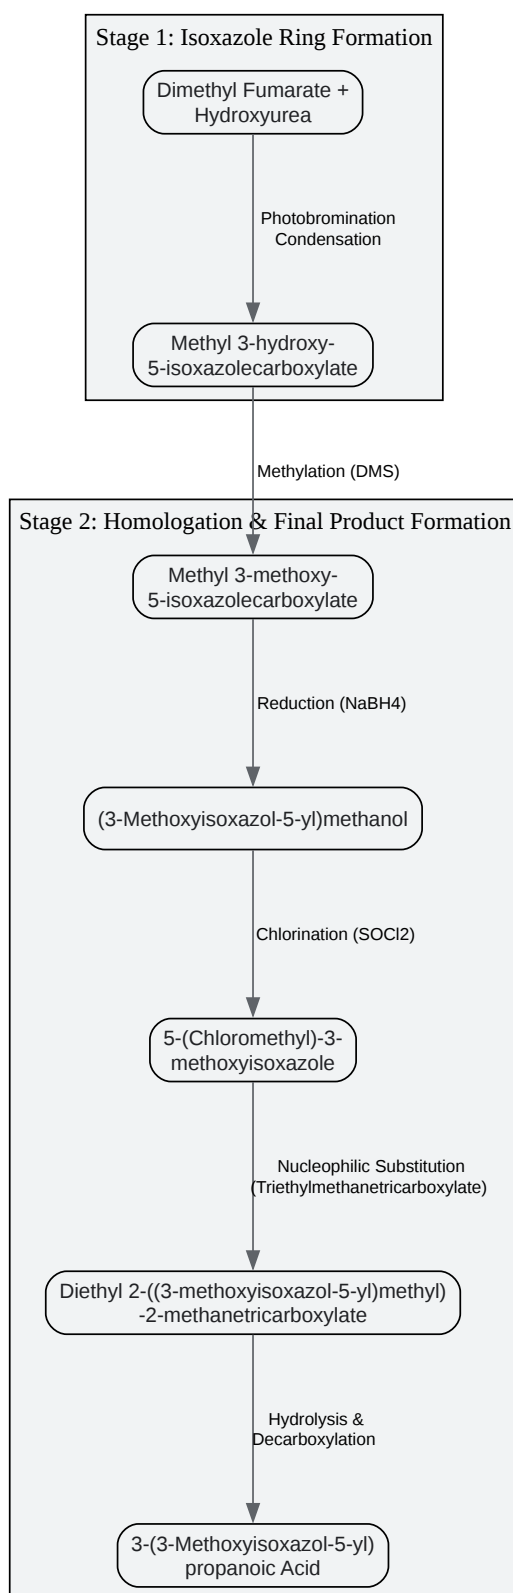 Stage 1: Isoxazole Ring Formation
Dimethyl Fumarate +
Hydroxyurea
Photobromination
Condensation
Methyl 3-hydroxy-
5-isoxazolecarboxylate
Methylation (DMS)
Stage 2: Homologation & Final Product Formation
Methyl 3-methoxy-
5-isoxazolecarboxylate
Reduction (NaBH4)
(3-Methoxyisoxazol-5-yl)methanol
Chlorination (SOCl2)
5-(Chloromethyl)-3-
methoxyisoxazole
Nucleophilic Substitution
(Triethylmethanetricarboxylate)
Diethyl 2-((3-methoxyisoxazol-5-yl)methyl)
-2-methanetricarboxylate
Hydrolysis &
Decarboxylation
3-(3-Methoxyisoxazol-5-yl)
propanoic Acid